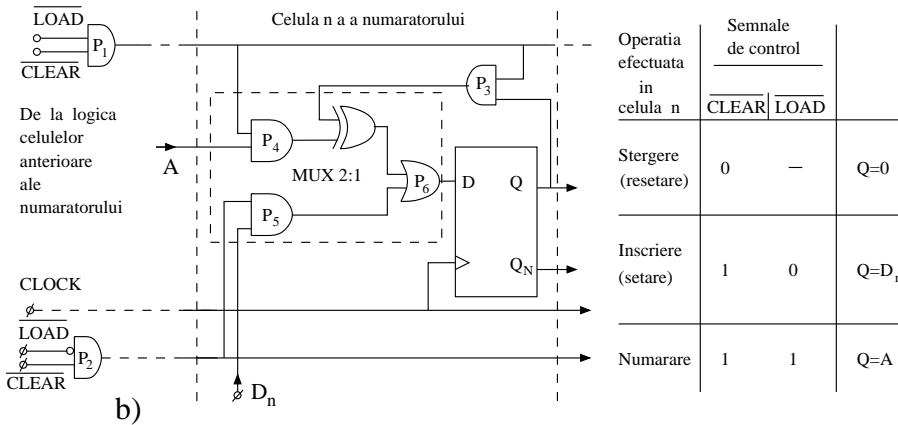 LOAD
P1
CLEAR
De la logica
celulelor
anterioare
ale
numaratorului
A
CLOCK
LOAD
P2
CLEAR
b)
Celula n a a numaratorului
P3
P4
MUX 2:1
P6
P5
D Q
QN
Dn
Operatia
efectuata
in
celula n
Semnale
de control
CLEAR LOAD
Stergere
(resetare) 0 — Q=0
Inscriere
(setare) 1 0 Q=Dn
Numarare 1 1 Q=A